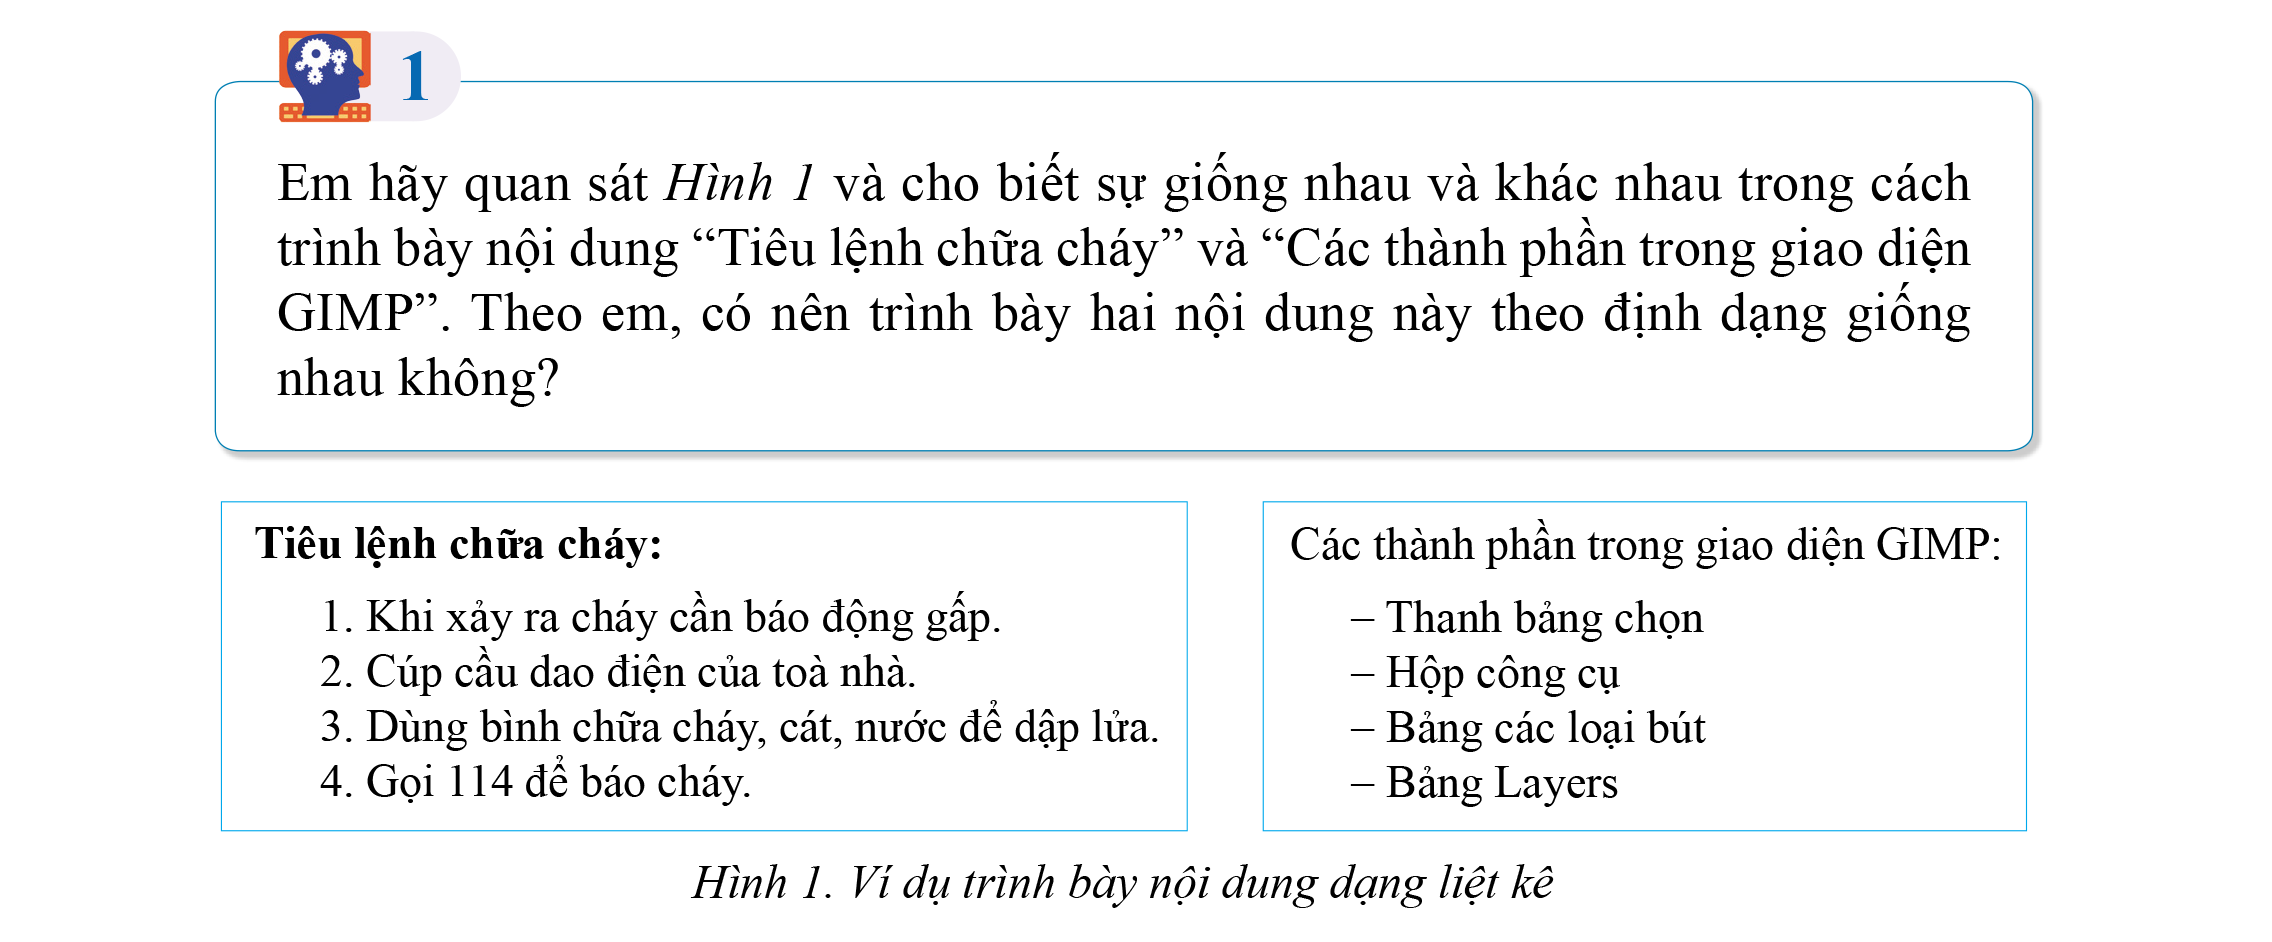 1
Em hãy quan sát Hình 1 và cho biết sự giống nhau và khác nhau trong cách
trình bày nội dung “Tiêu lệnh chữa cháy” và “Các thành phần trong giao diện
GIMP”. Theo em, có nên trình bày hai nội dung này theo định dạng giống
nhau không?
Tiêu lệnh chữa cháy:
1. Khi xảy ra cháy cần báo động gấp.
2. Cúp cầu dao điện của toà nhà.
3. Dùng bình chữa cháy, cát, nước để dập lửa.
4. Gọi 114 để báo cháy.
Các thành phần trong giao diện GIMP:
– Thanh bảng chọn
– Hộp công cụ
– Bảng các loại bút
– Bảng Layers
Hình 1. Ví dụ trình bày nội dung dạng liệt kê